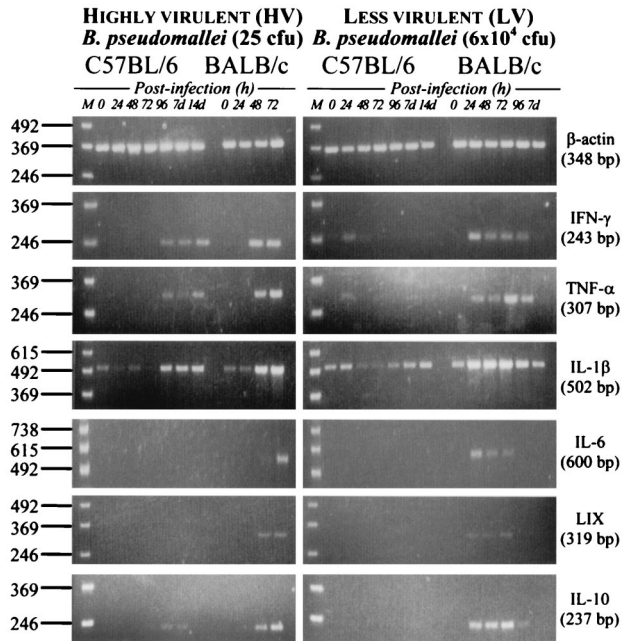 HIGHLY VIRULENT (HV) LESS VIRULENT (LV)
B. pseudomallei (25 cfu) B. pseudomallei (6x10⁴ cfu)
C57BL/6 BALB/c C57BL/6 BALB/c
Post-infection (h) Post-infection (h)
M 0 24 48 72 96 7d 14d 0 24 48 72 M 0 24 48 72 96 7d 14d 0 24 48 72 96 7d
492
369
246
β-actin
(348 bp)
369
246
IFN-γ
(243 bp)
369
246
TNF-α
(307 bp)
615
492
369
IL-1β
(502 bp)
738
615
492
IL-6
(600 bp)
492
369
246
LIX
(319 bp)
369
246
IL-10
(237 bp)